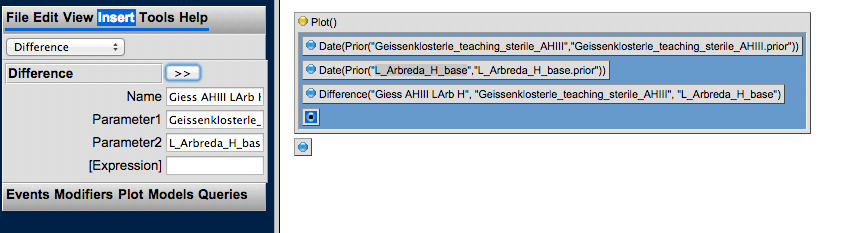 File Edit View Insert Tools Help
Difference
Difference >>
Name Giess AHIII LArb H
Parameter1 Geissenklosterle_
Parameter2 L_Arbreda_H_bas
[Expression]
Events Modifiers Plot Models Queries
Plot()
Date(Prior("Geissenklosterle_teaching_sterile_AHIII","Geissenklosterle_teaching_sterile_AHIII.prior"))
Date(Prior("L_Arbreda_H_base","L_Arbreda_H_base.prior"))
Difference("Giess AHIII LArb H", "Geissenklosterle_teaching_sterile_AHIII", "L_Arbreda_H_base")